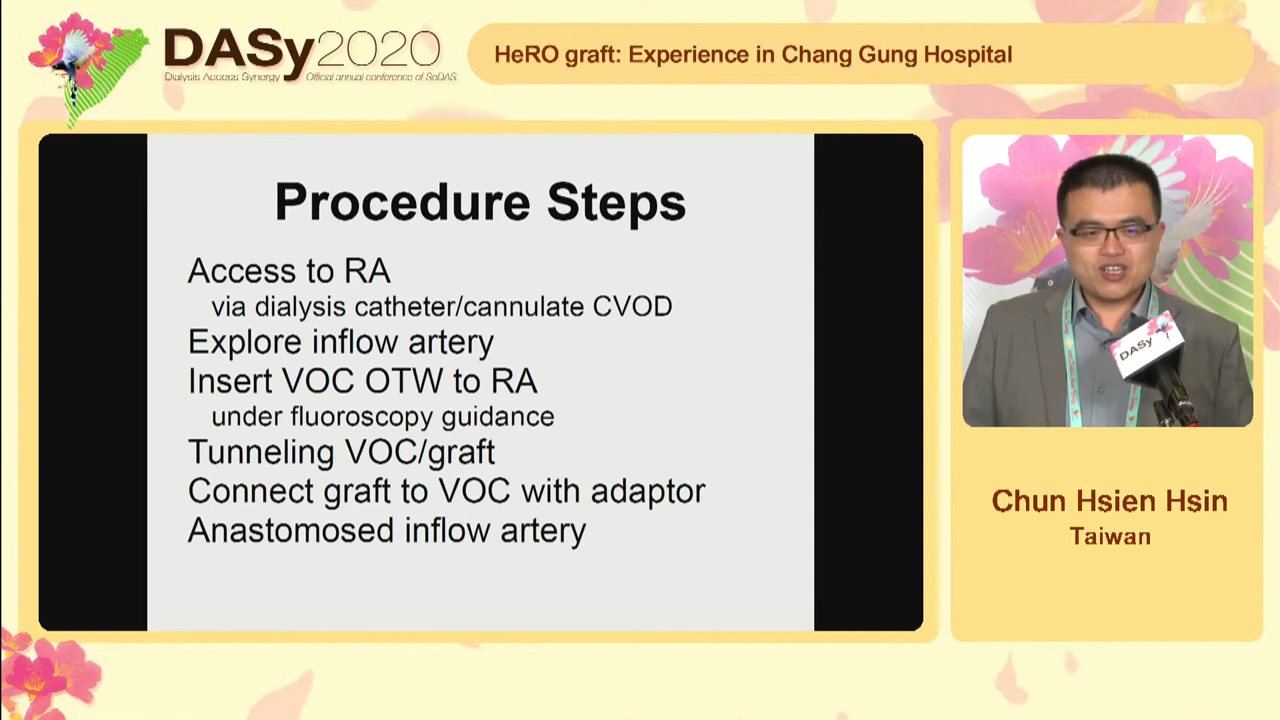 DASy2020
Dialysis Access Synergy Official annual conference of SoDAS
HeRO graft: Experience in Chang Gung Hospital
Procedure Steps
Access to RA
via dialysis catheter/cannulate CVOD
Explore inflow artery
Insert VOC OTW to RA
under fluoroscopy guidance
Tunneling VOC/graft
Connect graft to VOC with adaptor
Anastomosed inflow artery
DASy
Chun Hsien Hsin
Taiwan